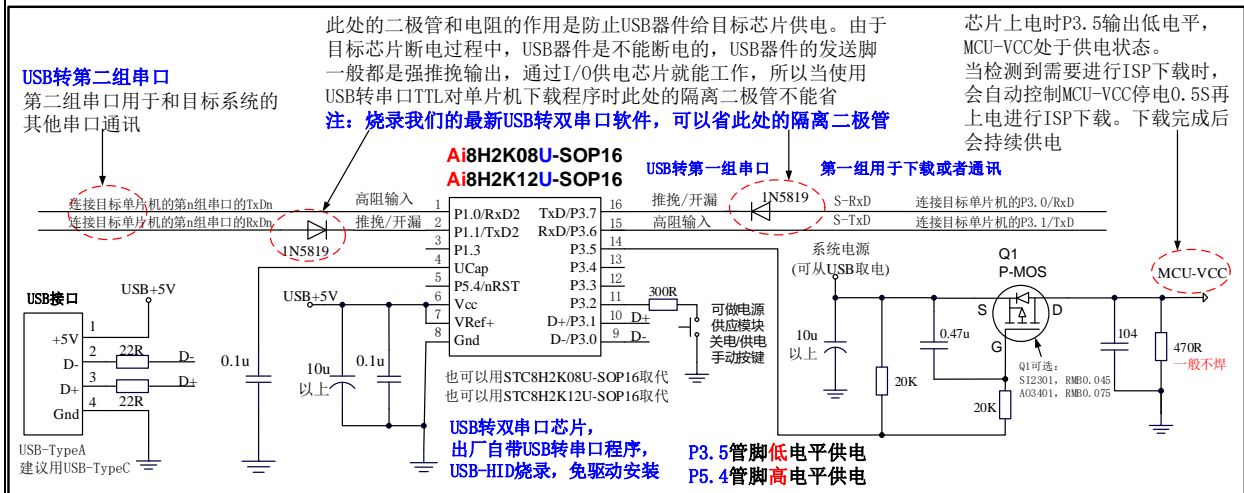 此处的二极管和电阻的作用是防止USB器件给目标芯片供电。由于
目标芯片断电过程中，USB器件是不能断电的，USB器件的发送脚
一般都是强推挽输出，通过I/O供电芯片就能工作，所以当使用
USB转串口TTL对单片机下载程序时此处的隔离二极管不能省
注：烧录我们的最新USB转双串口软件，可以省此处的隔离二极管
芯片上电时P3.5输出低电平，
MCU-VCC处于供电状态。
当检测到需要进行ISP下载时，
会自动控制MCU-VCC停电0.5S再
上电进行ISP下载。下载完成后
会持续供电
USB转第二组串口
第二组串口用于和目标系统的
其他串口通讯
Ai8H2K08U-SOP16
Ai8H2K12U-SOP16
USB转第一组串口
第一组用于下载或者通讯
连接目标单片机的第n组串口的TxDn
高阻输入
连接目标单片机的第n组串口的RxDn
推挽/开漏
1N5819
1 P1.0/RxD2
2 P1.1/TxD2
3 P1.3
4 UCap
5 P5.4/nRST
6 Vcc
7 VRef+
8 Gnd
TxD/P3.7 16
RxD/P3.6 15
P3.5 14
P3.4 13
P3.3 12
P3.2 11
D+/P3.1 10
D-/P3.0 9
推挽/开漏
1N5819
S-RxD
连接目标单片机的P3.0/RxD
高阻输入
S-TxD
连接目标单片机的P3.1/TxD
系统电源
(可从USB取电)
Q1
P-MOS
MCU-VCC
S
D
G
USB接口
USB+5V
+5V 1
D- 2
D+ 3
Gnd 4
22R
D-
D+
22R
USB-TypeA
建议用USB-TypeC
0.1u
USB+5V
10u
以上
0.1u
300R
D+
D-
可做电源
供应模块
关电/供电
手动按键
10u
以上
0.47u
20K
20K
104
470R
一般不焊
Q1可选：
SI2301, RMB0.045
AO3401, RMB0.075
也可以用STC8H2K08U-SOP16取代
也可以用STC8H2K12U-SOP16取代
USB转双串口芯片，
出厂自带USB转串口程序，
USB-HID烧录，免驱动安装
P3.5管脚低电平供电
P5.4管脚高电平供电